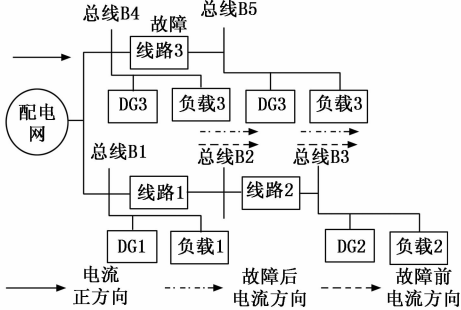 总线B4
故障
总线B5
线路3
配电
网
DG3
负载3
DG3
负载3
总线B1
总线B2
总线B3
线路1
线路2
DG1
负载1
DG2
负载2
电流
正方向
故障后
电流方向
故障前
电流方向